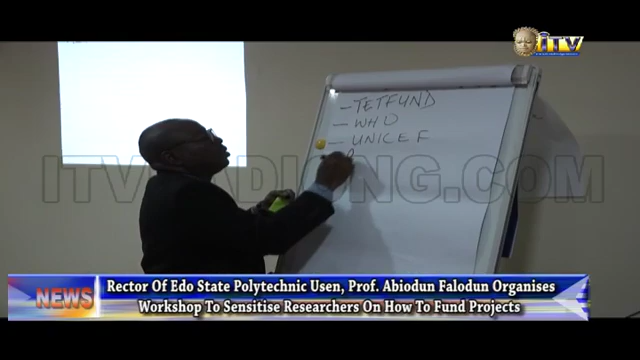 iTV
- TETFUND
- WHO
- UNICEF
ITVRADIONG.COM
NEWS
Rector Of Edo State Polytechnic Usen, Prof. Abiodun Falodun Organises
Workshop To Sensitise Researchers On How To Fund Projects